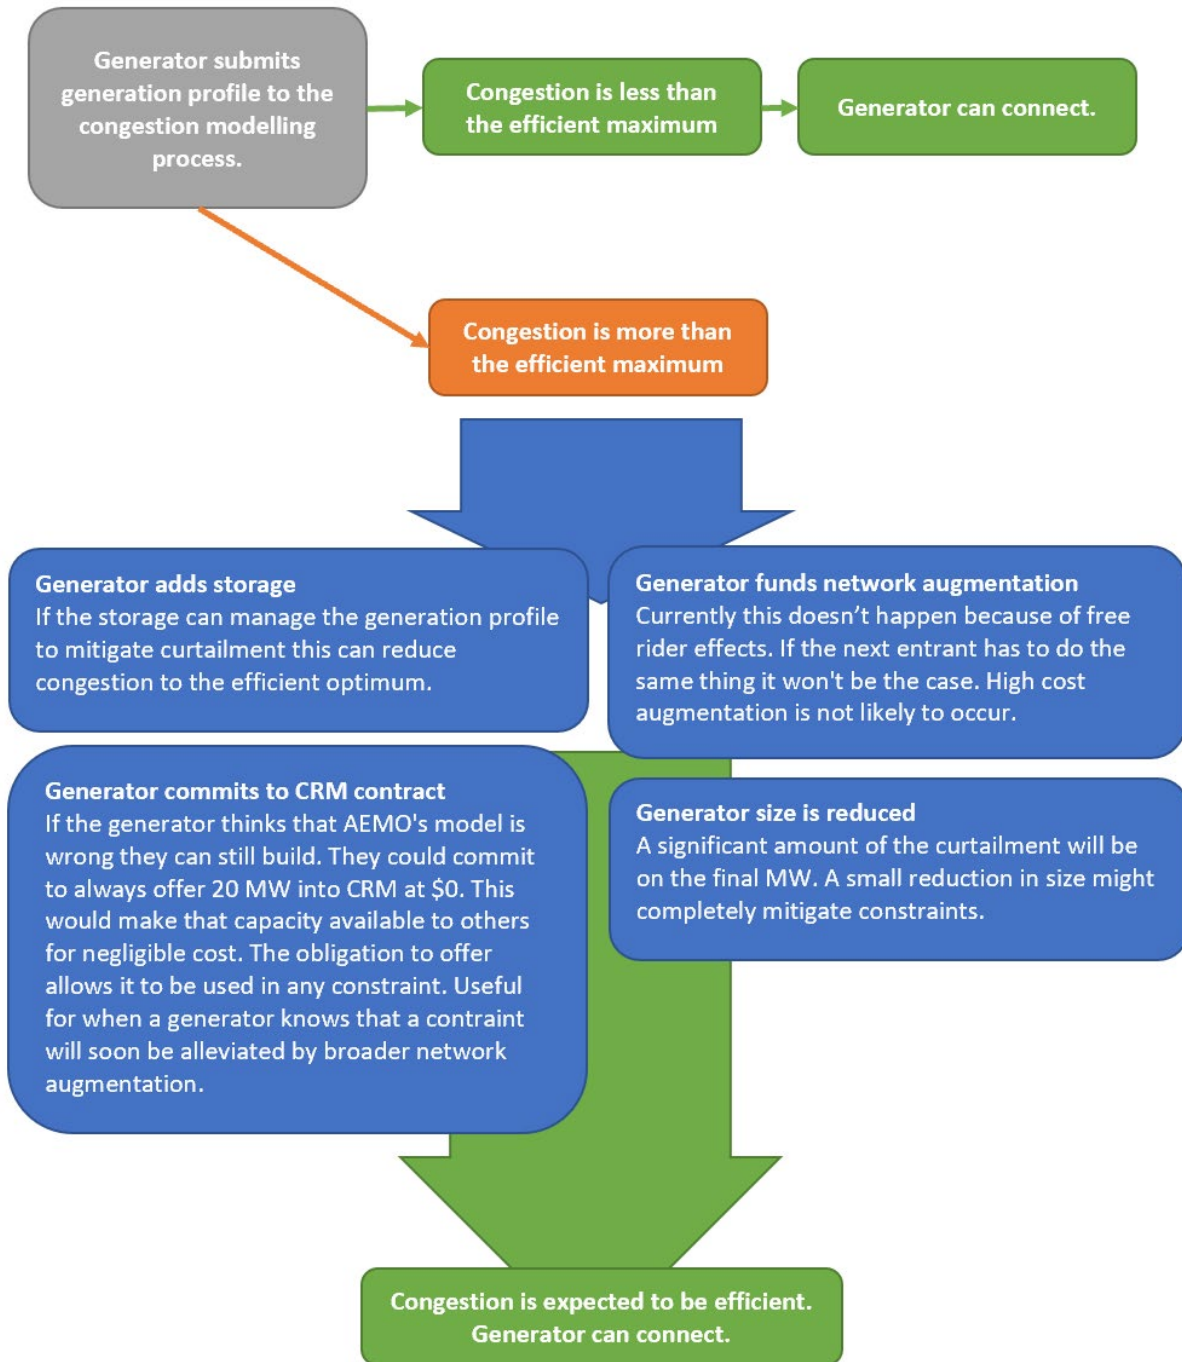 Generator submits
generation profile to the
congestion modelling
process.
Congestion is less than
the efficient maximum
Generator can connect.
Congestion is more than
the efficient maximum
Generator adds storage
If the storage can manage the generation profile
to mitigate curtailment this can reduce
congestion to the efficient optimum.
Generator funds network augmentation
Currently this doesn’t happen because of free
rider effects. If the next entrant has to do the
same thing it won't be the case. High cost
augmentation is not likely to occur.
Generator commits to CRM contract
If the generator thinks that AEMO's model is
wrong they can still build. They could commit
to always offer 20 MW into CRM at $0. This
would make that capacity available to others
for negligible cost. The obligation to offer
allows it to be used in any constraint. Useful
for when a generator knows that a contraint
will soon be alleviated by broader network
augmentation.
Generator size is reduced
A significant amount of the curtailment will be
on the final MW. A small reduction in size might
completely mitigate constraints.
Congestion is expected to be efficient.
Generator can connect.